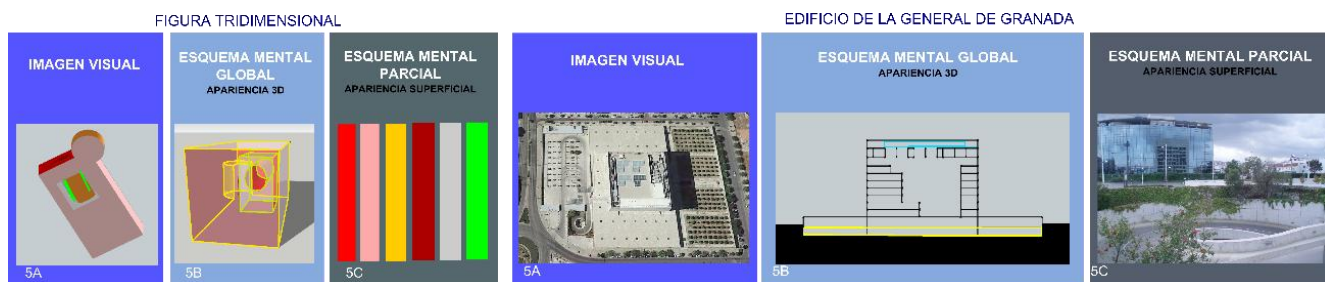 FIGURA TRIDIMENSIONAL
IMAGEN VISUAL
5A
ESQUEMA MENTAL
GLOBAL
APARIENCIA 3D
5B
ESQUEMA MENTAL
PARCIAL
APARIENCIA SUPERFICIAL
5C
EDIFICIO DE LA GENERAL DE GRANADA
IMAGEN VISUAL
5A
ESQUEMA MENTAL GLOBAL
APARIENCIA 3D
5B
ESQUEMA MENTAL PARCIAL
APARIENCIA SUPERFICIAL
5C